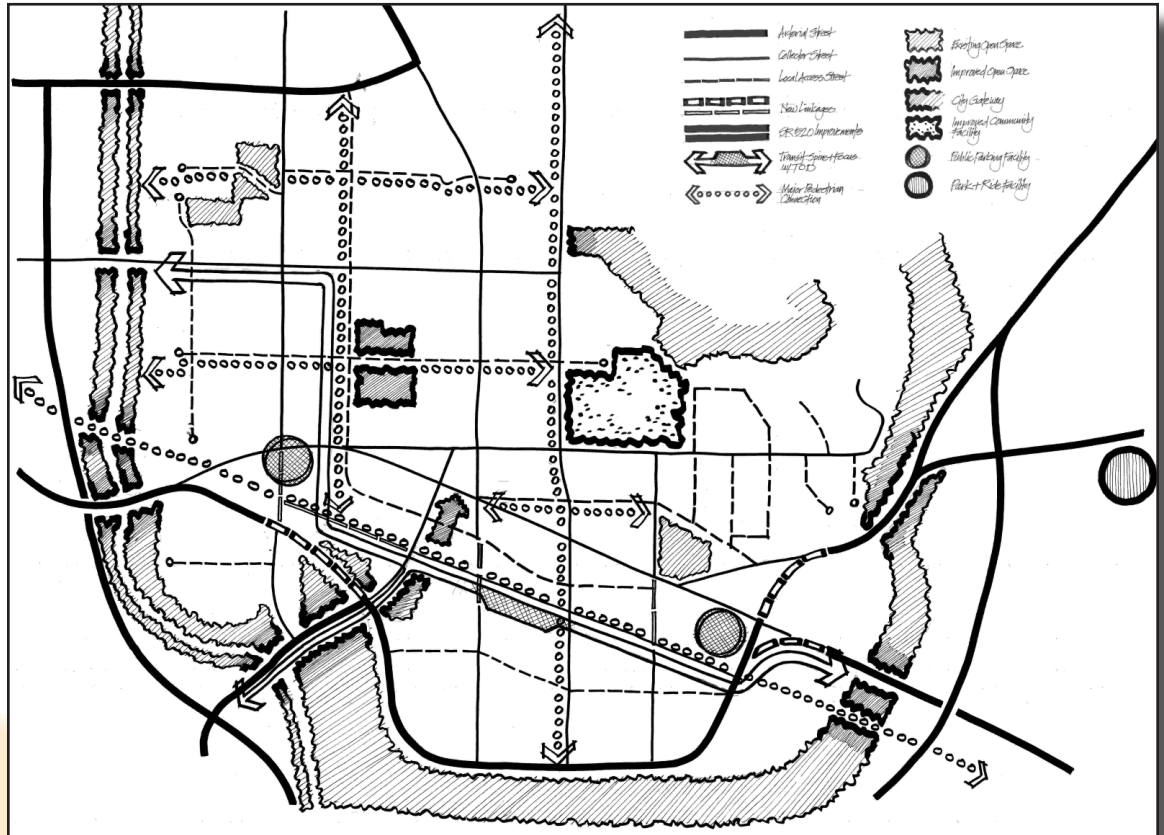 Arterial Street
Collector Street
Local Access Street
New Linkages
SR 520 Improvements
Transit Spine + Focus
w/ TOD
Major Pedestrian
Connection
Existing Open Space
Improved Open Space
City Gateway
Improved Community
Facility
Public Parking Facility
Park + Ride Facility